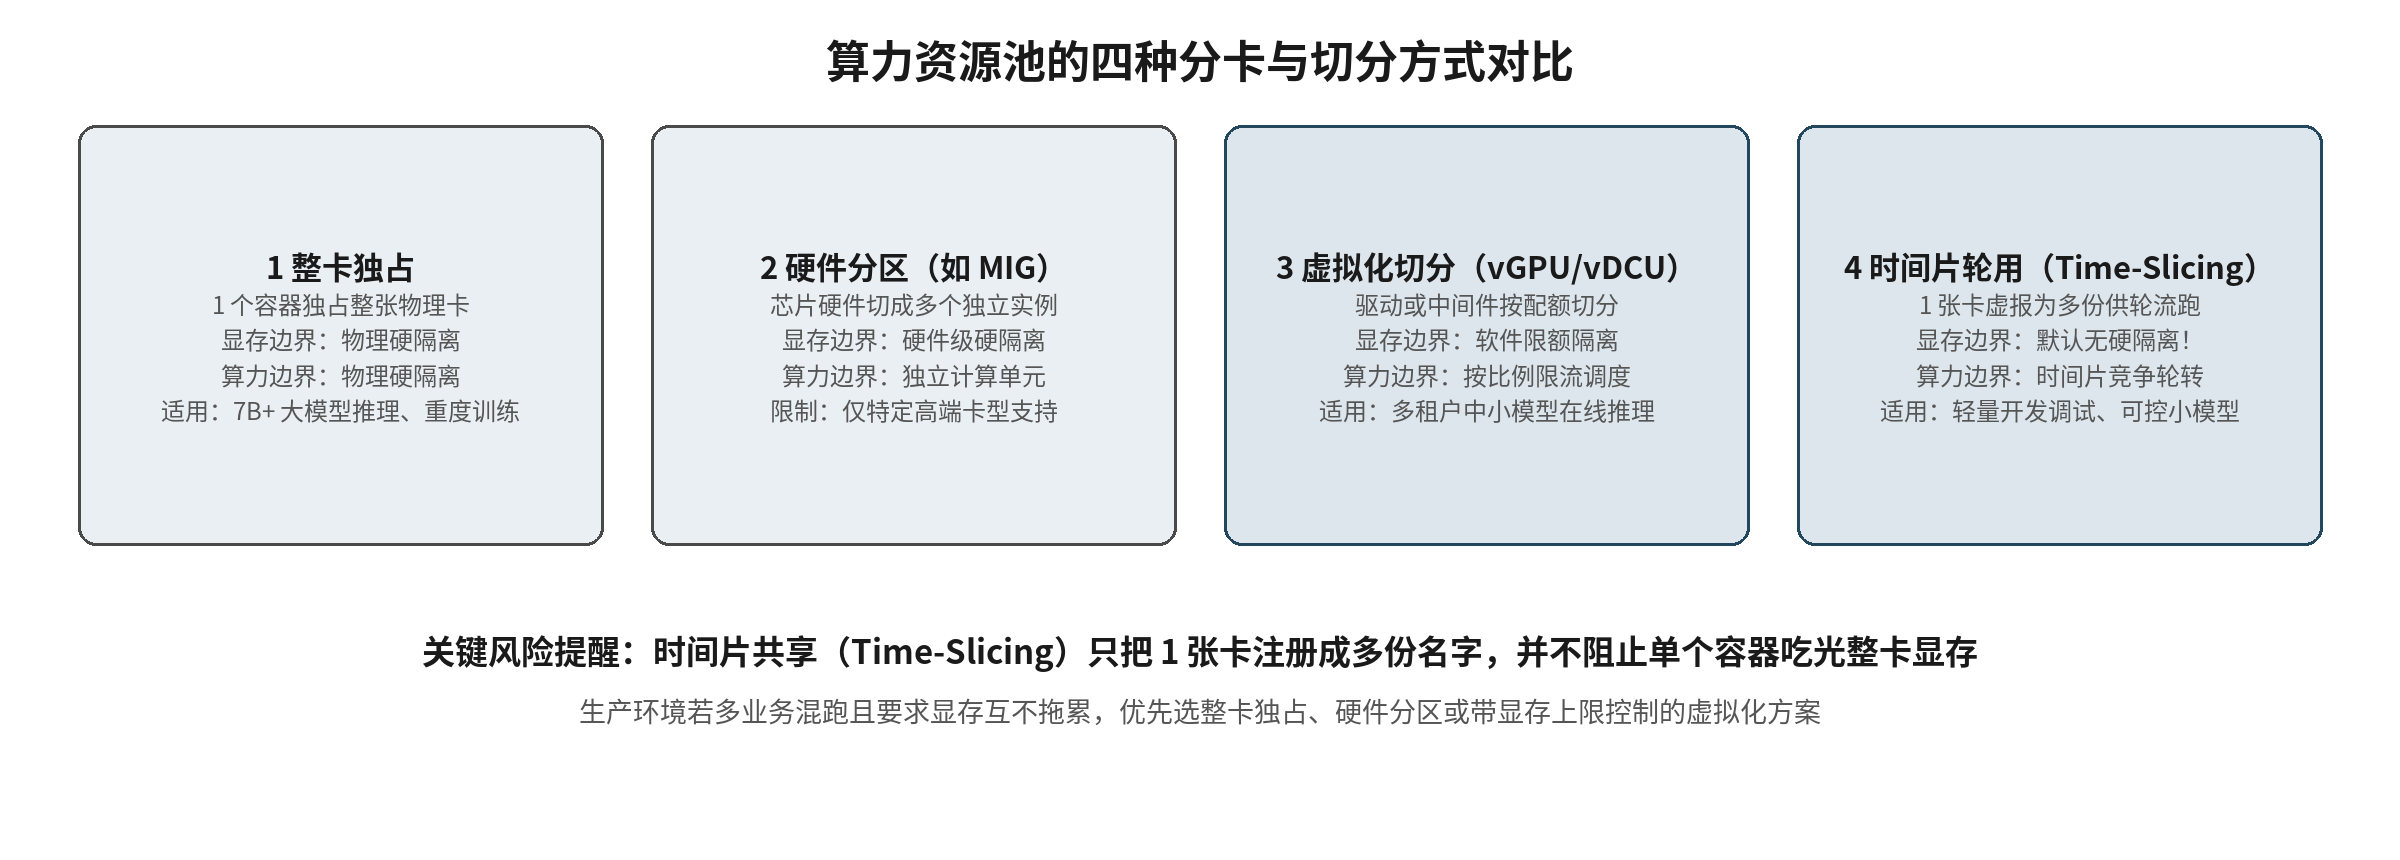 算力资源池的四种分卡与切分方式对比
1 整卡独占
1 个容器独占整张物理卡
显存边界：物理硬隔离
算力边界：物理硬隔离
适用：7B+ 大模型推理、重度训练
2 硬件分区（如 MIG）
芯片硬件切成多个独立实例
显存边界：硬件级硬隔离
算力边界：独立计算单元
限制：仅特定高端卡型支持
3 虚拟化切分（vGPU/vDCU）
驱动或中间件按配额切分
显存边界：软件限额隔离
算力边界：按比例限流调度
适用：多租户中小模型在线推理
4 时间片轮用（Time-Slicing）
1 张卡虚报为多份供轮流跑
显存边界：默认无硬隔离！
算力边界：时间片竞争轮转
适用：轻量开发调试、可控小模型
关键风险提醒：时间片共享（Time-Slicing）只把 1 张卡注册成多份名字，并不阻止单个容器吃光整卡显存
生产环境若多业务混跑且要求显存互不拖累，优先选整卡独占、硬件分区或带显存上限控制的虚拟化方案